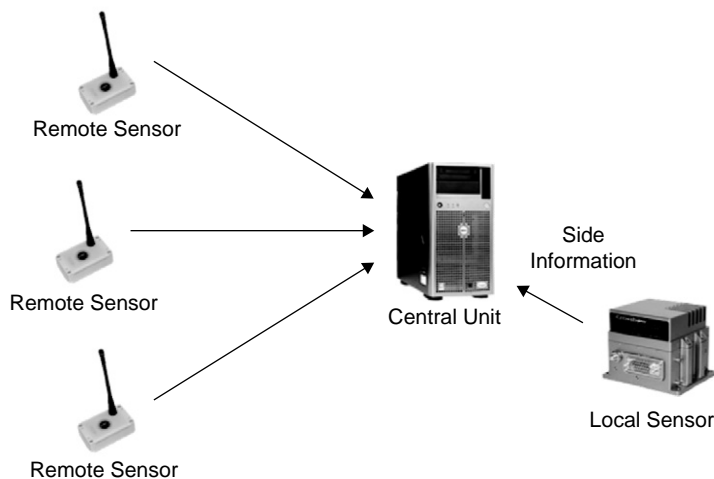 Remote Sensor
Remote Sensor
Remote Sensor
Central Unit
Side
Information
Local Sensor